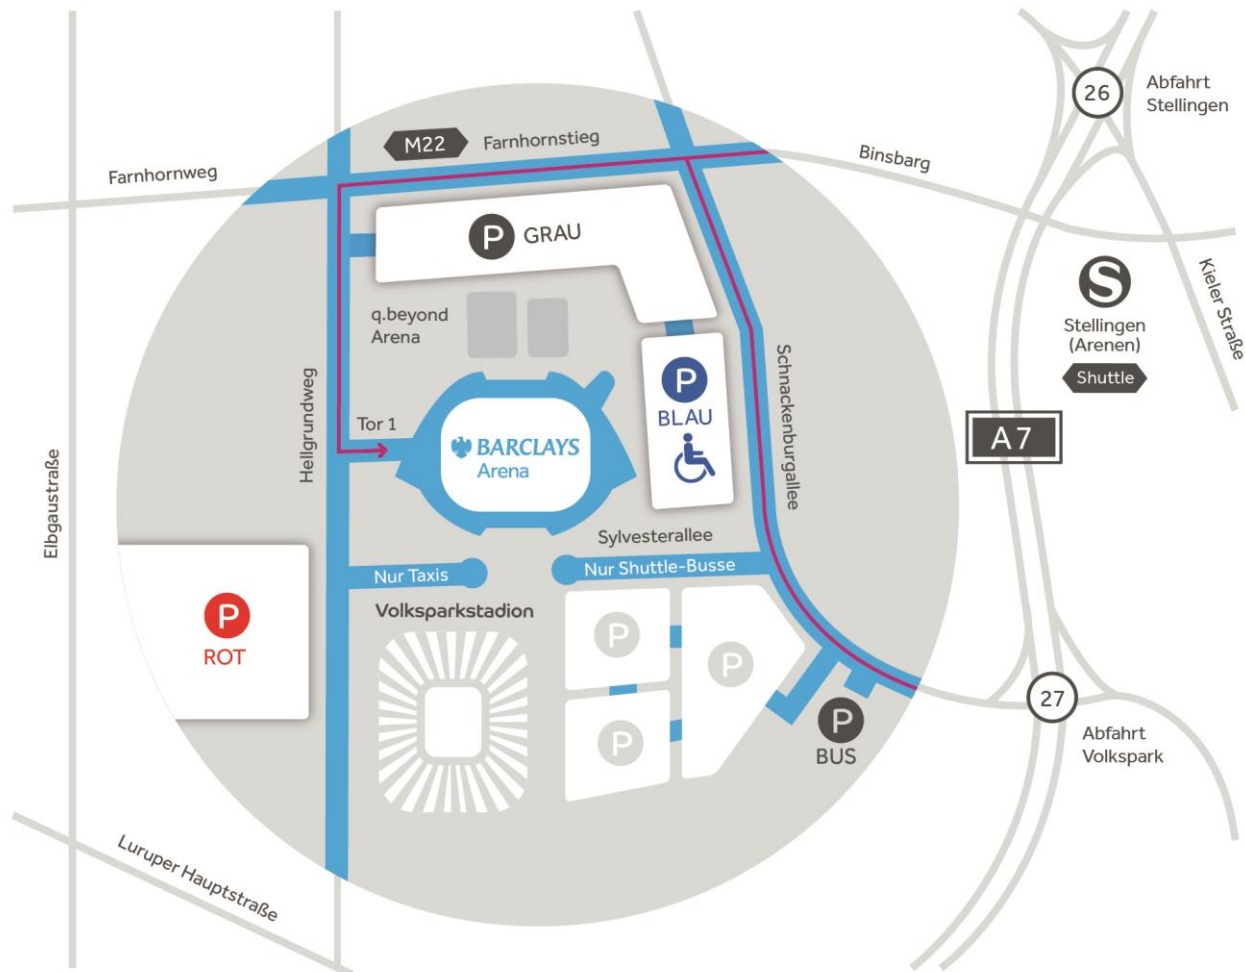 26
Abfahrt
Stellingen
M22
Farnhornstieg
Farnhornweg
Binsbarg
P
GRAU
S
Stellingen
(Arenen)
Shuttle
Kieler Straße
q.beyond
Arena
P
BLAU
Schnackenburgallee
Hellgrundweg
Tor 1
BARCLAYS
Arena
A7
Elbgaustraße
Sylvesterallee
Nur Taxis
Nur Shuttle-Busse
Volksparkstadion
P
ROT
P
P
P
P
BUS
27
Abfahrt
Volkspark
Luruper Hauptstraße